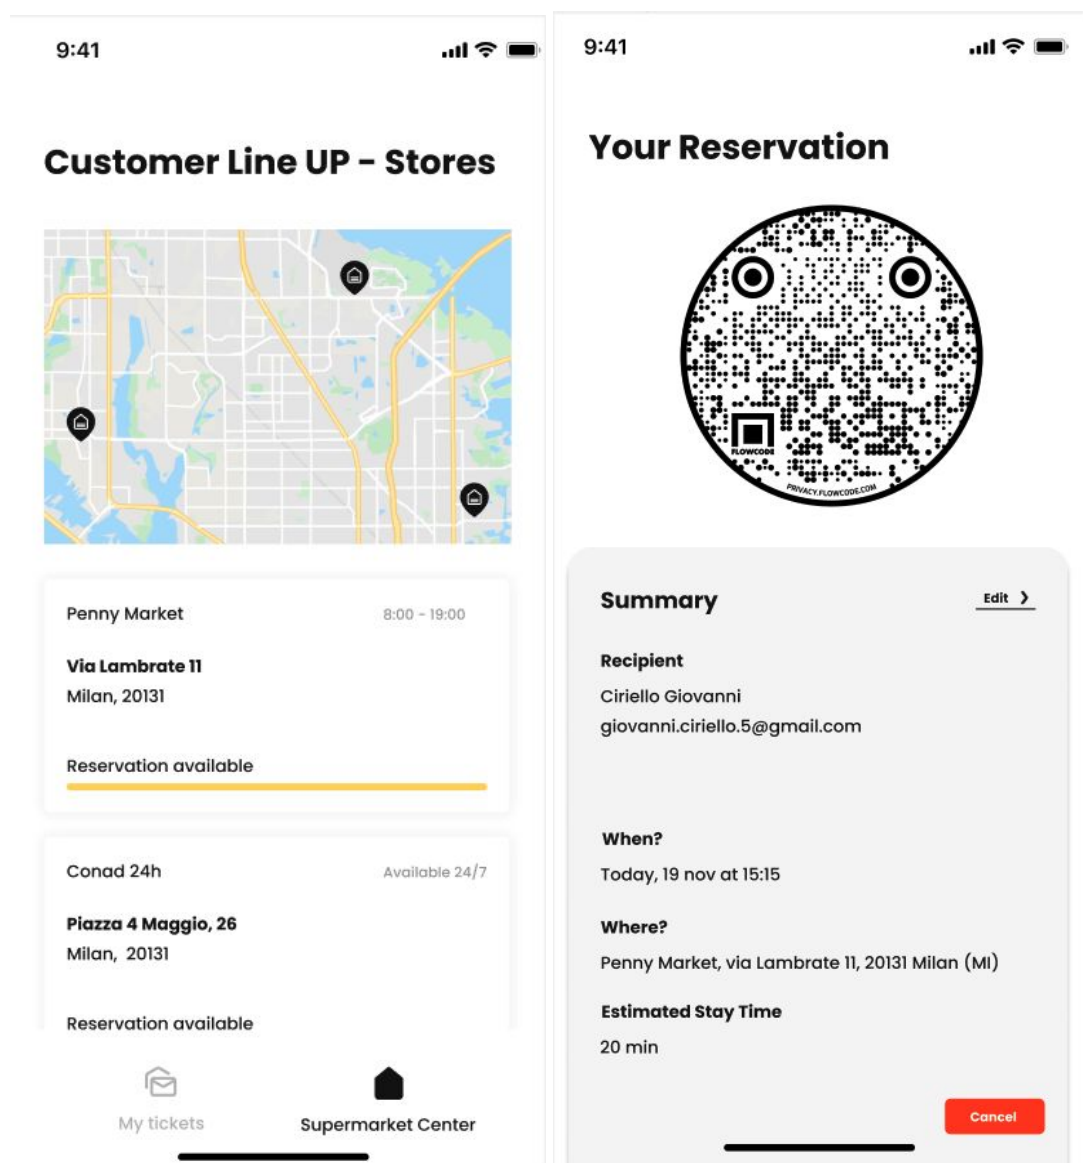 9:41
Customer Line UP - Stores
Penny Market 8:00 - 19:00
Via Lambrate 11
Milan, 20131
Reservation available
Conad 24h Available 24/7
Piazza 4 Maggio, 26
Milan, 20131
Reservation available
My tickets Supermarket Center
9:41
Your Reservation
FLOWCODE
PRIVACY.FLOWCODE.COM
Summary Edit ❯
Recipient
Ciriello Giovanni
giovanni.ciriello.5@gmail.com
When?
Today, 19 nov at 15:15
Where?
Penny Market, via Lambrate 11, 20131 Milan (MI)
Estimated Stay Time
20 min
Cancel